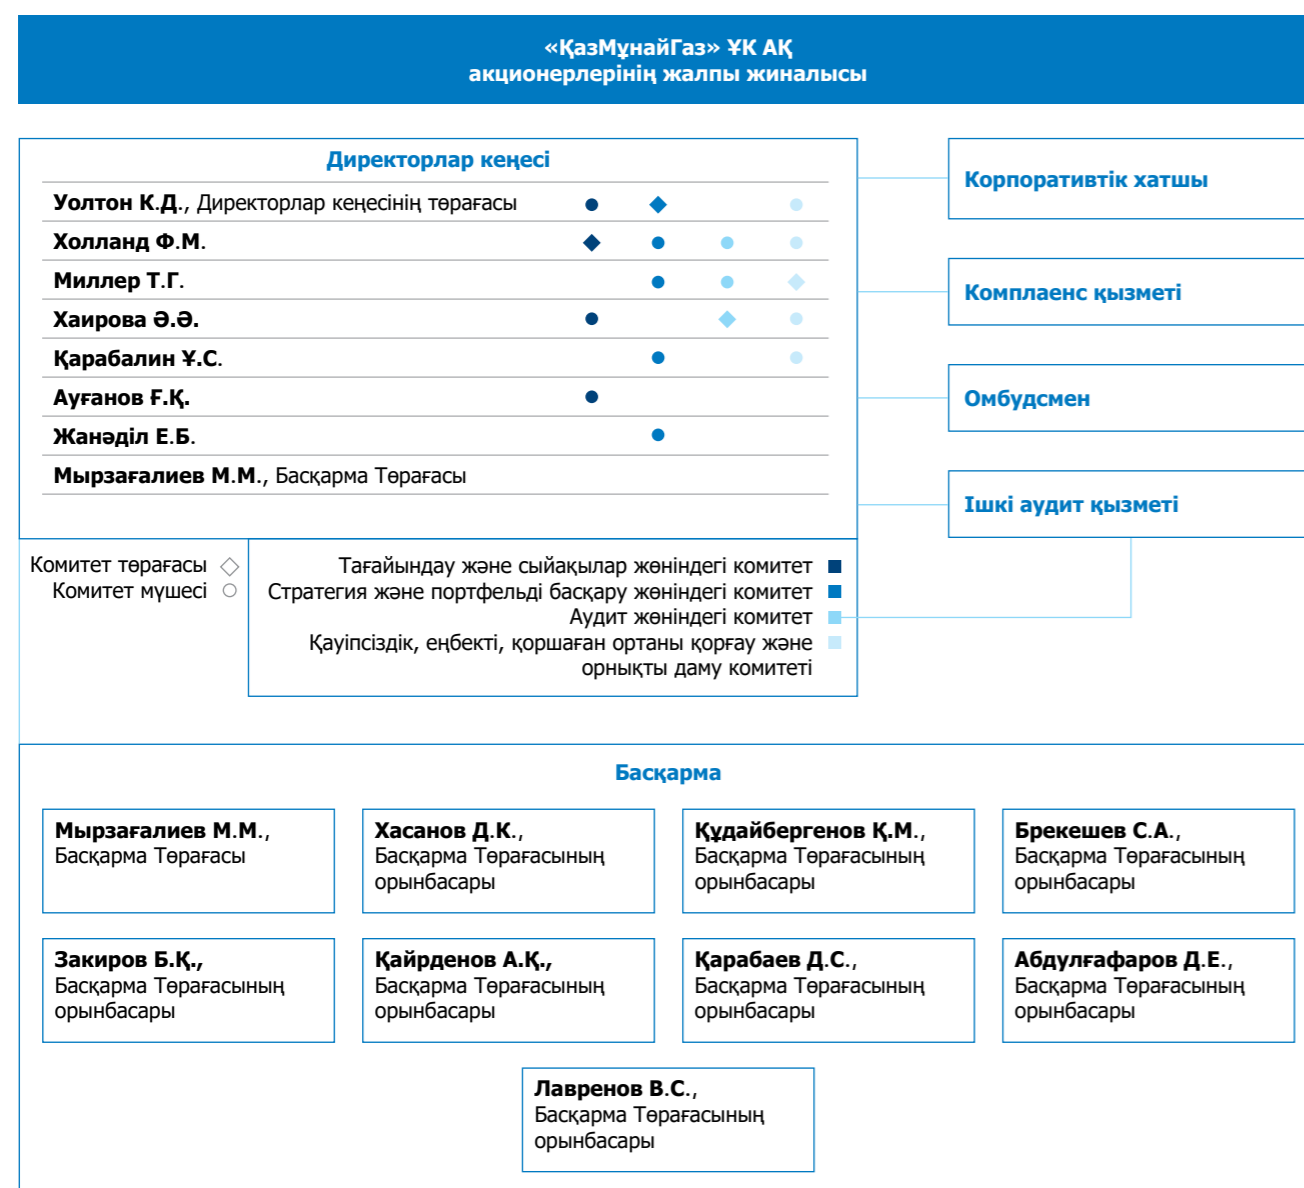 «ҚазМұнайГаз» ҰК АҚ
акционерлерінің жалпы жиналысы
Директорлар кеңесі
Уолтон К.Д., Директорлар кеңесінің төрағасы
Холланд Ф.М.
Миллер Т.Г.
Хаирова Ә.Ә.
Қарабалин Ұ.С.
Ауғанов Ғ.Қ.
Жанәділ Е.Б.
Мырзағалиев М.М., Басқарма Төрағасы
Корпоративтік хатшы
Комплаенс қызметі
Омбудсмен
Ішкі аудит қызметі
Комитет төрағасы
Комитет мүшесі
Тағайындау және сыйақылар жөніндегі комитет
Стратегия және портфельді басқару жөніндегі комитет
Аудит жөніндегі комитет
Қауіпсіздік, еңбекті, қоршаған ортаны қорғау және
орнықты даму комитеті
Басқарма
Мырзағалиев М.М.,
Басқарма Төрағасы
Хасанов Д.К.,
Басқарма Төрағасының
орынбасары
Құдайбергенов Қ.М.,
Басқарма Төрағасының
орынбасары
Брекешев С.А.,
Басқарма Төрағасының
орынбасары
Закиров Б.Қ.,
Басқарма Төрағасының
орынбасары
Қайрденов А.Қ.,
Басқарма Төрағасының
орынбасары
Қарабаев Д.С.,
Басқарма Төрағасының
орынбасары
Абдулғафаров Д.Е.,
Басқарма Төрағасының
орынбасары
Лавренов В.С.,
Басқарма Төрағасының
орынбасары